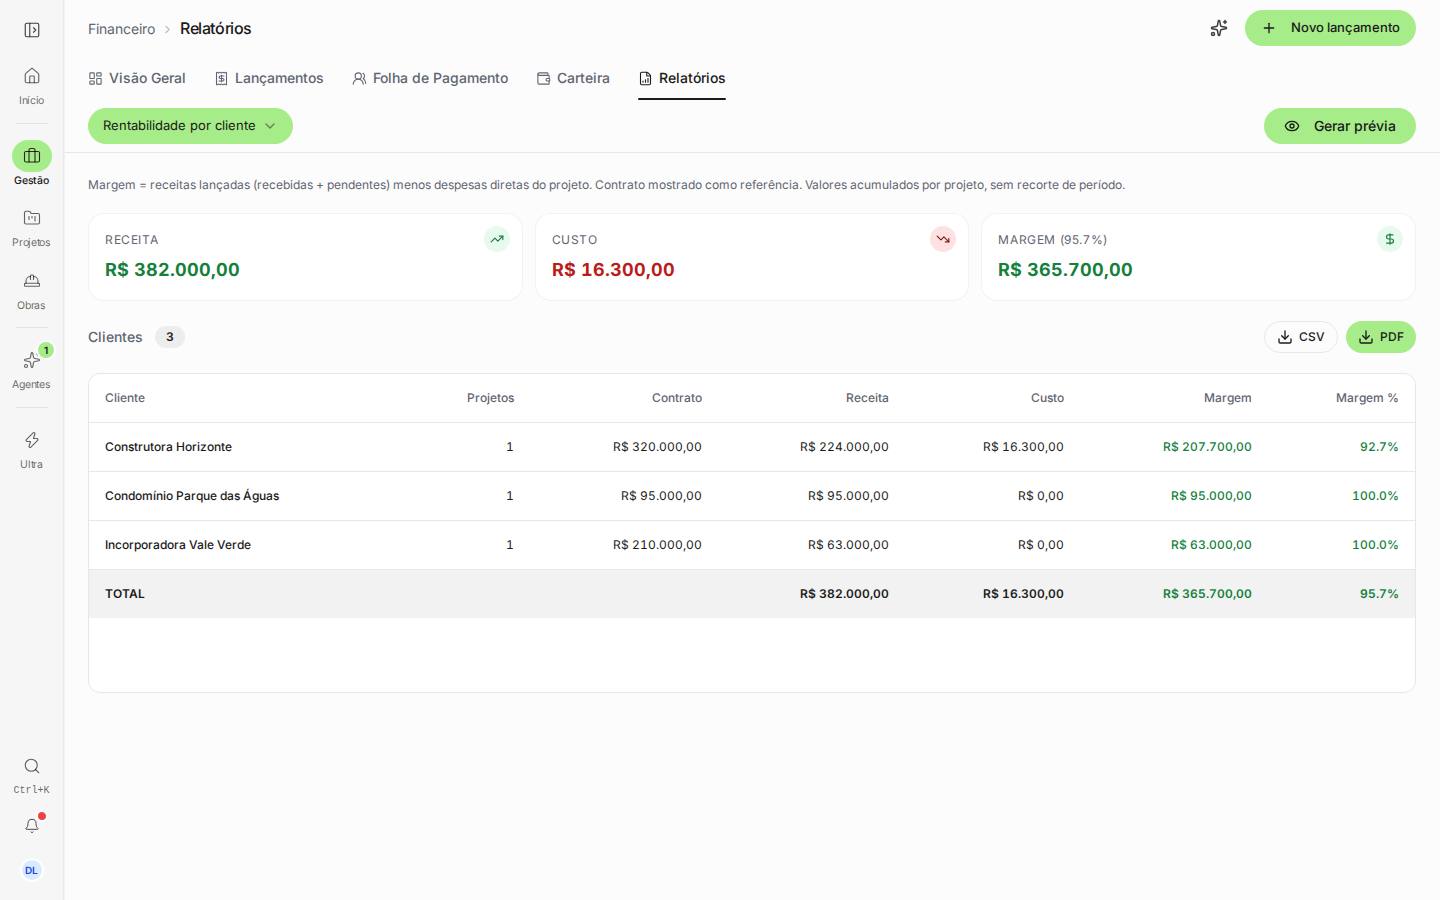 Financeiro > Relatórios
Novo lançamento
Início
Gestão
Projetos
Obras
1
Agentes
Ultra
Ctrl+K
DL
Visão Geral Lançamentos Folha de Pagamento Carteira Relatórios
Rentabilidade por cliente
Gerar prévia
Margem = receitas lançadas (recebidas + pendentes) menos despesas diretas do projeto. Contrato mostrado como referência. Valores acumulados por projeto, sem recorte de período.
RECEITA
R$ 382.000,00
CUSTO
R$ 16.300,00
MARGEM (95.7%)
R$ 365.700,00
Clientes 3
CSV PDF
Cliente Projetos Contrato Receita Custo Margem Margem %
Construtora Horizonte 1 R$ 320.000,00 R$ 224.000,00 R$ 16.300,00 R$ 207.700,00 92.7%
Condomínio Parque das Águas 1 R$ 95.000,00 R$ 95.000,00 R$ 0,00 R$ 95.000,00 100.0%
Incorporadora Vale Verde 1 R$ 210.000,00 R$ 63.000,00 R$ 0,00 R$ 63.000,00 100.0%
TOTAL R$ 382.000,00 R$ 16.300,00 R$ 365.700,00 95.7%